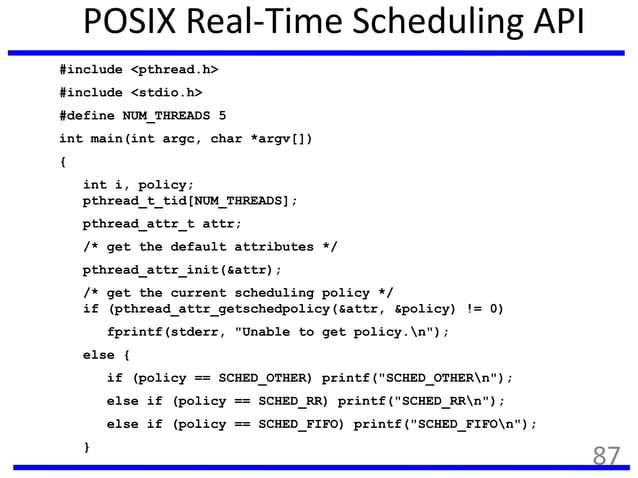 POSIX Real-Time Scheduling API
#include <pthread.h>
#include <stdio.h>
#define NUM_THREADS 5
int main(int argc, char *argv[])
{
int i, policy;
pthread_t_tid[NUM_THREADS];
pthread_attr_t attr;
/* get the default attributes */
pthread_attr_init(&attr);
/* get the current scheduling policy */
if (pthread_attr_getschedpolicy(&attr, &policy) != 0)
fprintf(stderr, "Unable to get policy.\n");
else {
if (policy == SCHED_OTHER) printf("SCHED_OTHER\n");
else if (policy == SCHED_RR) printf("SCHED_RR\n");
else if (policy == SCHED_FIFO) printf("SCHED_FIFO\n");
}
87